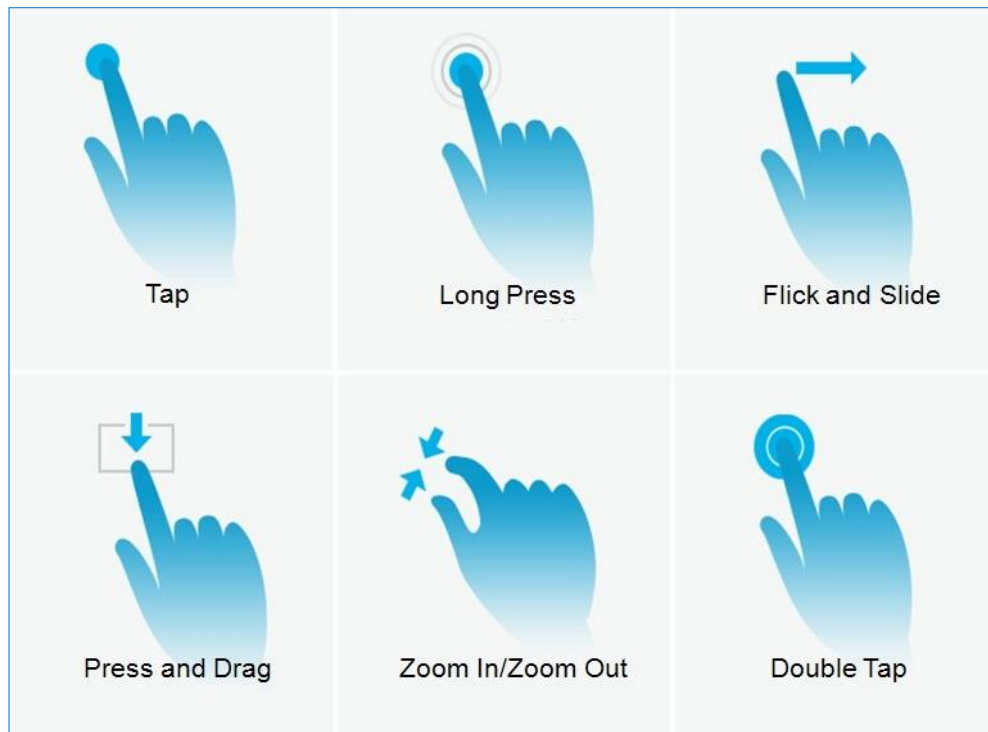 Tap
Long Press
Flick and Slide
Press and Drag
Zoom In/Zoom Out
Double Tap